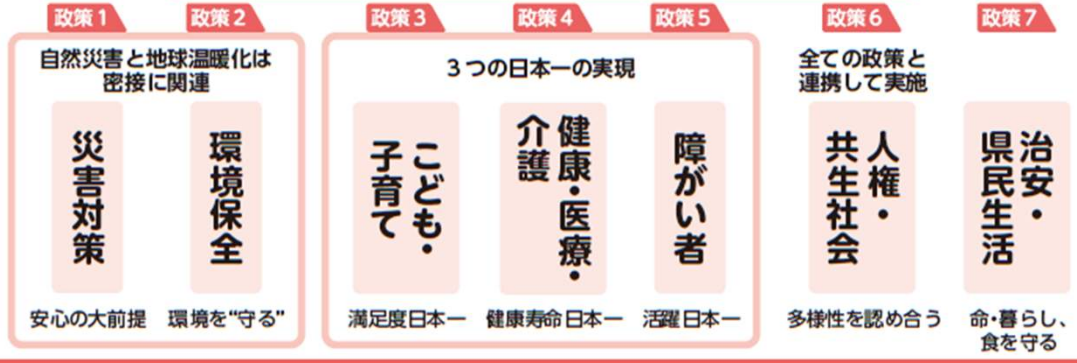 政策1
政策2
政策3
政策4
政策5
政策6
政策7
自然災害と地球温暖化は
密接に関連
3つの日本一の実現
全ての政策と
連携して実施
災害対策
環境保全
こども・
子育て
健康・医療・
介護
障がい者
人権・
共生社会
治安・
県民生活
安心の大前提
環境を“守る”
満足度日本一
健康寿命日本一
活躍日本一
多様性を認め合う
命・暮らし、
食を守る